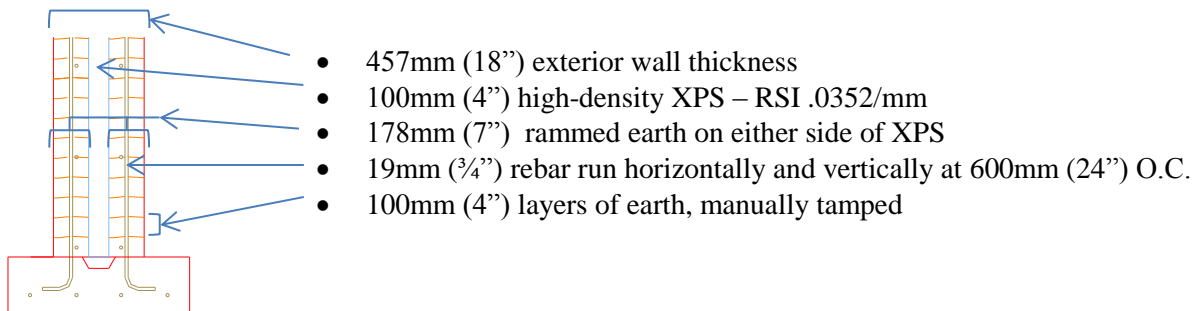 • 457mm (18”) exterior wall thickness
• 100mm (4”) high-density XPS – RSI .0352/mm
• 178mm (7”) rammed earth on either side of XPS
• 19mm (¾”) rebar run horizontally and vertically at 600mm (24”) O.C.
• 100mm (4”) layers of earth, manually tamped